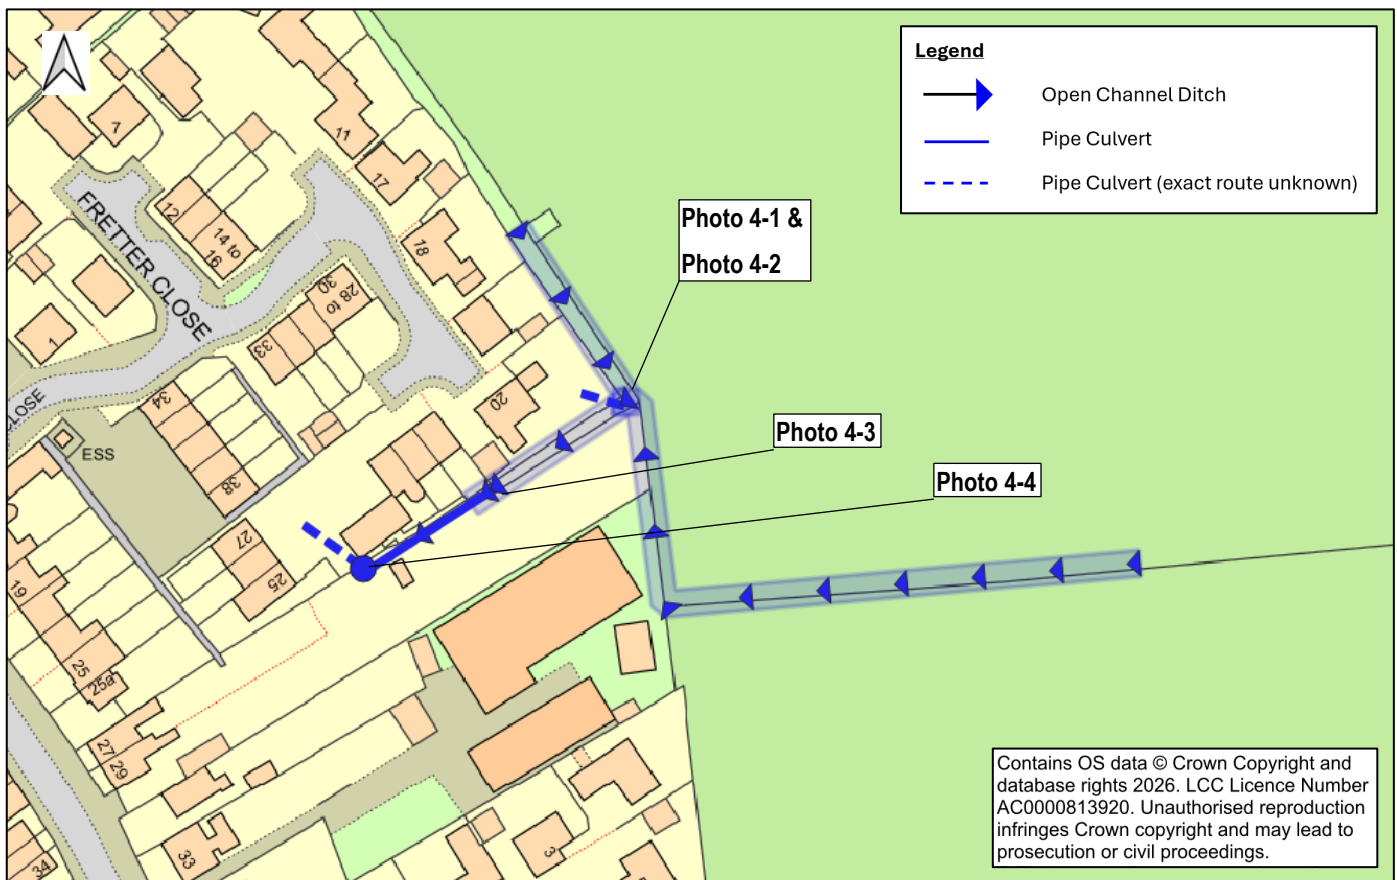 Legend
Open Channel Ditch
Pipe Culvert
Pipe Culvert (exact route unknown)
7
11
17
12
14 to
16
18
FRETTER CLOSE
Photo 4-1 &
Photo 4-2
30
28 to
1
33
CLOSE
34
20
ESS
38
Photo 4-3
Photo 4-4
27
25
19
25
25a
27
29
33
3
34
Contains OS data © Crown Copyright and
database rights 2026. LCC Licence Number
AC0000813920. Unauthorised reproduction
infringes Crown copyright and may lead to
prosecution or civil proceedings.